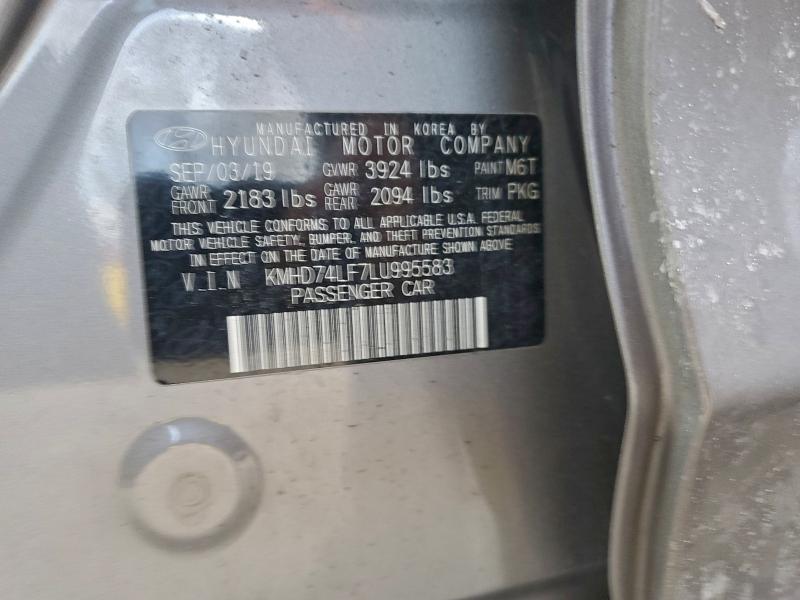 MANUFACTURED IN KOREA BY
HYUNDAI MOTOR COMPANY
SEP/03/19 GVWR 3924 lbs PAINT M6T
GAWR FRONT 2183 lbs GAWR REAR 2094 lbs TRIM PKG
THIS VEHICLE CONFORMS TO ALL APPLICABLE U.S.A. FEDERAL
MOTOR VEHICLE SAFETY, BUMPER, AND THEFT PREVENTION STANDARDS
IN EFFECT ON THE DATE OF MANUFACTURE SHOWN ABOVE
V.I.N KMHD74LF7LU995583
PASSENGER CAR